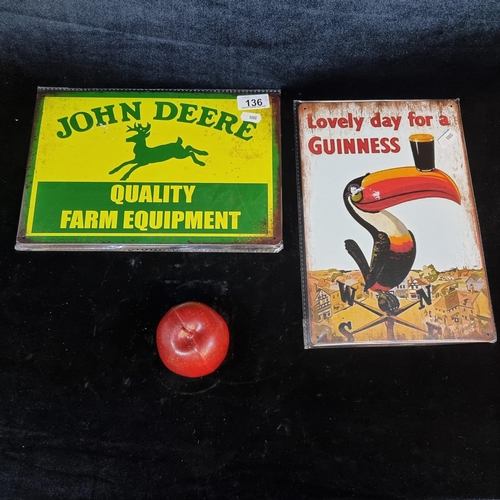 JOHN DEERE
136
QUALITY
FARM EQUIPMENT
Lovely day for a
GUINNESS
W N
S E